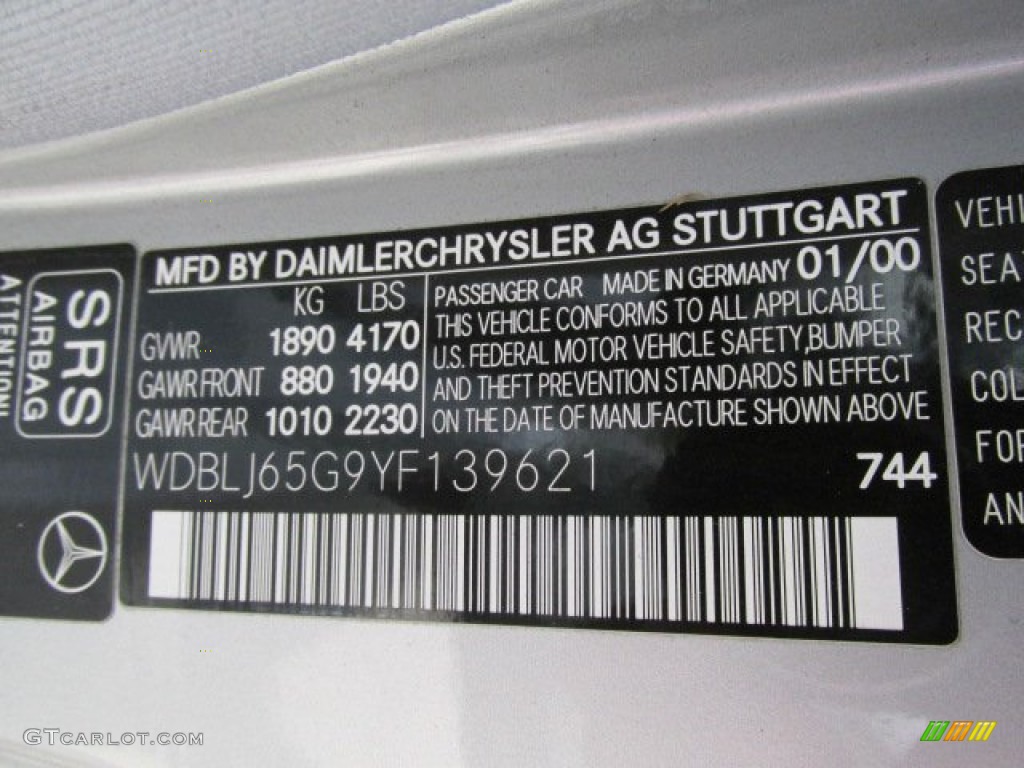 ATTENTION!
SRS
AIRBAG
MFD BY DAIMLERCHRYSLER AG STUTTGART
KG LBS
GVWR 1890 4170
GAWR FRONT 880 1940
GAWR REAR 1010 2230
PASSENGER CAR MADE IN GERMANY 01/00
THIS VEHICLE CONFORMS TO ALL APPLICABLE
U.S. FEDERAL MOTOR VEHICLE SAFETY, BUMPER
AND THEFT PREVENTION STANDARDS IN EFFECT
ON THE DATE OF MANUFACTURE SHOWN ABOVE
WDBLJ65G9YF139621 744
VEHI
SEAT
REC
COL
FOR
AN
GTCARLOT.COM